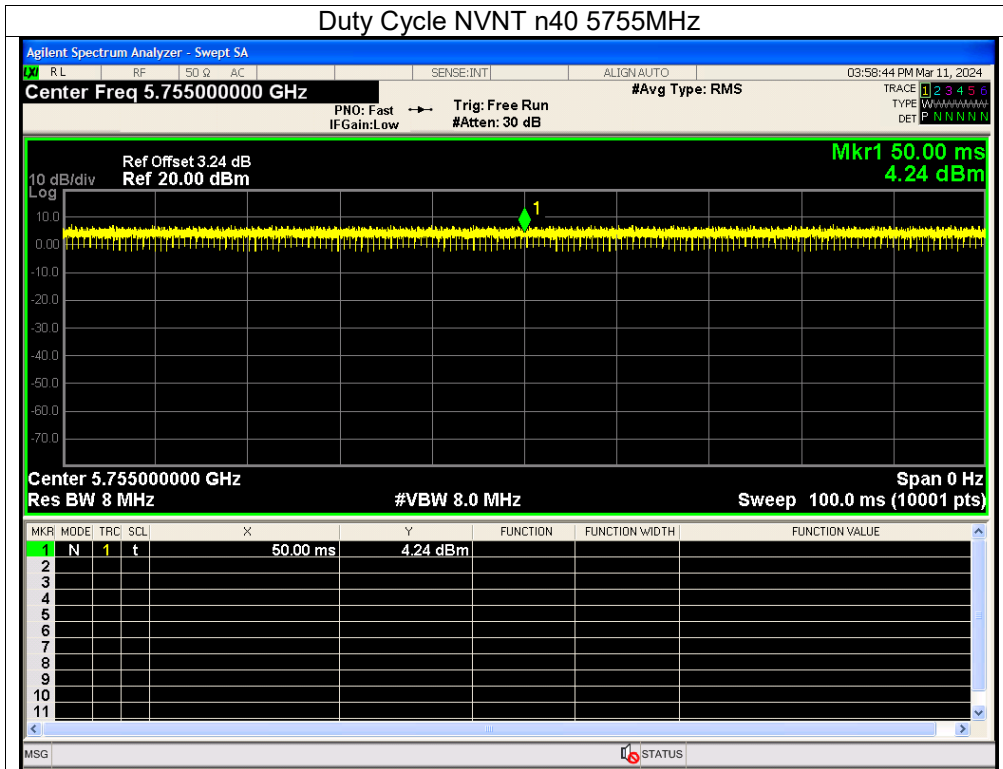 Duty Cycle NVNT n40 5755MHz
Agilent Spectrum Analyzer - Swept SA
LXI RL RF 50 Ω AC SENSE:INT ALIGN AUTO 03:58:44 PM Mar 11, 2024
Center Freq 5.755000000 GHz #Avg Type: RMS TRACE 1 2 3 4 5 6
PNO: Fast Trig: Free Run TYPE WWWWWW
IFGain:Low #Atten: 30 dB DET P N N N N N
Mkr1 50.00 ms
Ref Offset 3.24 dB
10 dB/div Ref 20.00 dBm 4.24 dBm
Log
1
10.0
0.00
-10.0
-20.0
-30.0
-40.0
-50.0
-60.0
-70.0
Center 5.755000000 GHz Span 0 Hz
Res BW 8 MHz #VBW 8.0 MHz Sweep 100.0 ms (10001 pts)
MKR MODE TRC SCL X Y FUNCTION FUNCTION WIDTH FUNCTION VALUE
1 N 1 t 50.00 ms 4.24 dBm
2
3
4
5
6
7
8
9
10
11
MSG STATUS